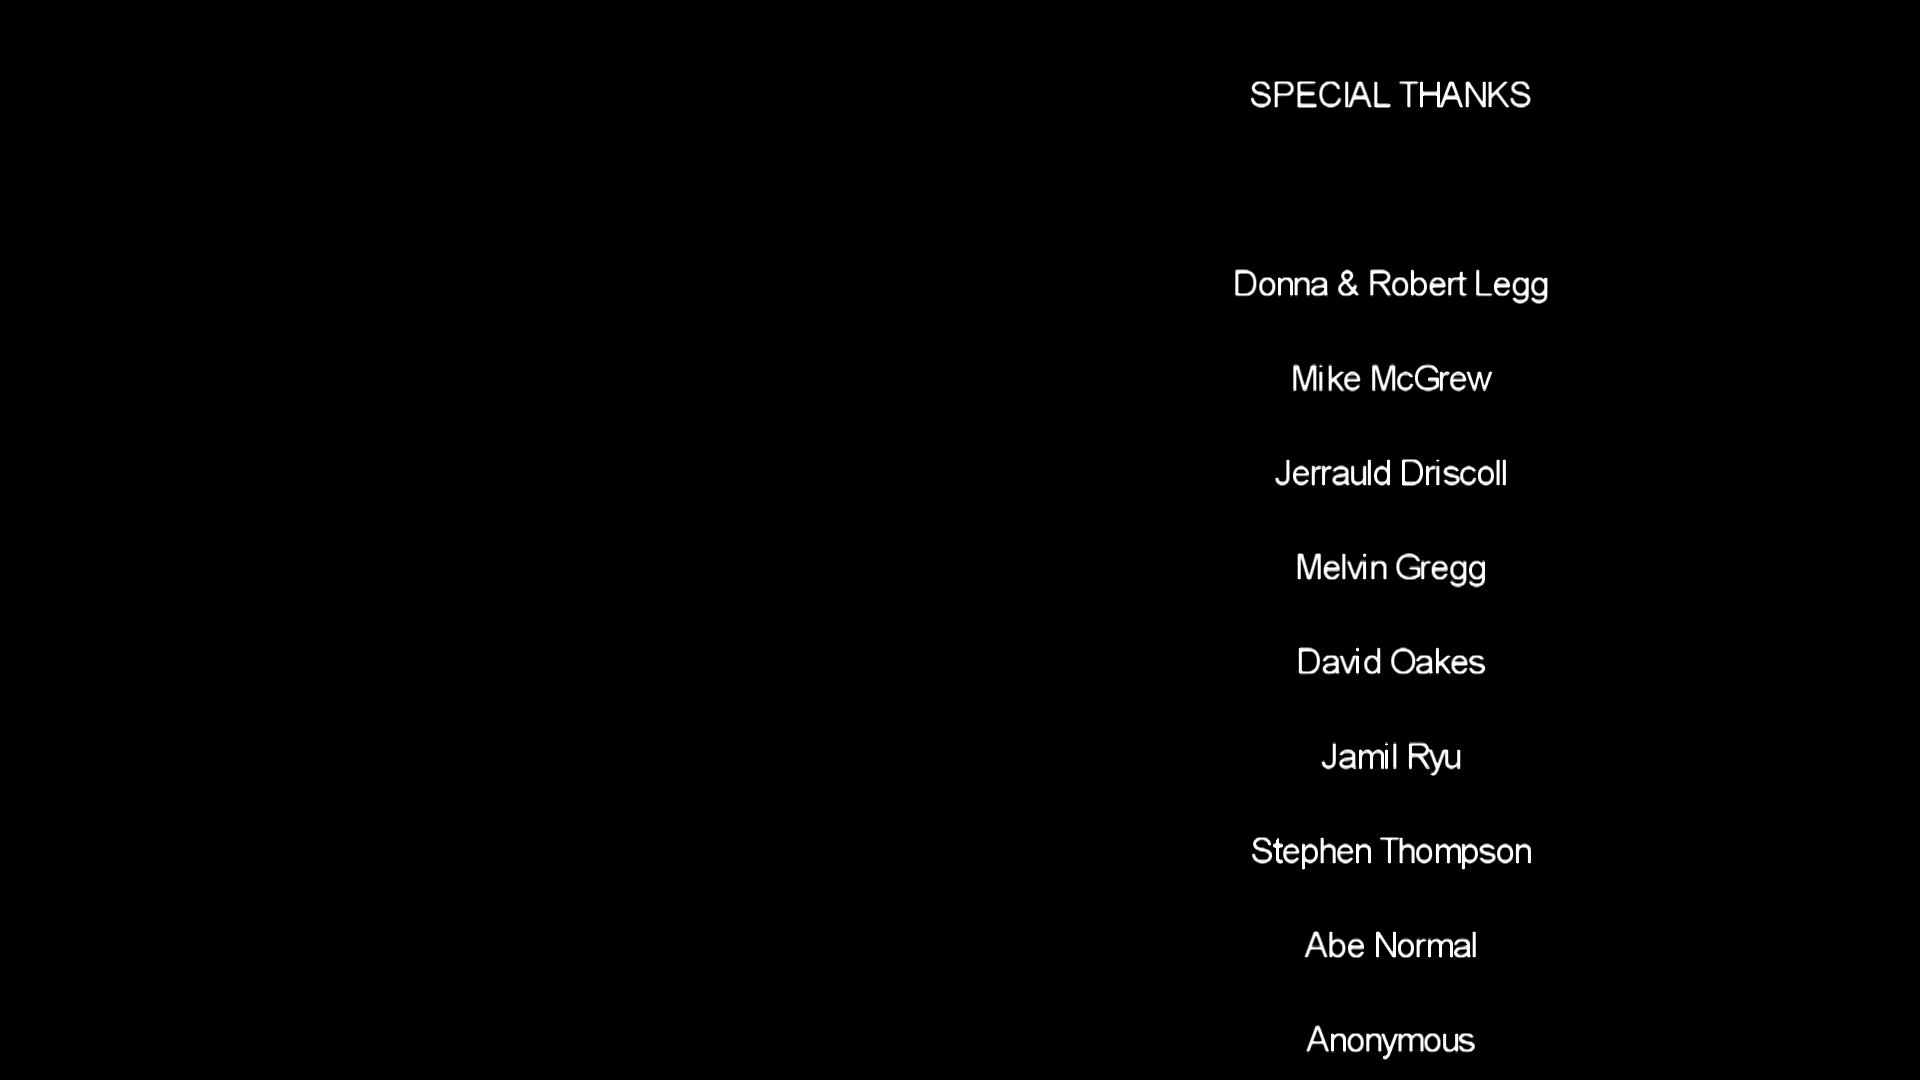 SPECIAL THANKS
Donna & Robert Legg
Mike McGrew
Jerrauld Driscoll
Melvin Gregg
David Oakes
Jamil Ryu
Stephen Thompson
Abe Normal
Anonymous